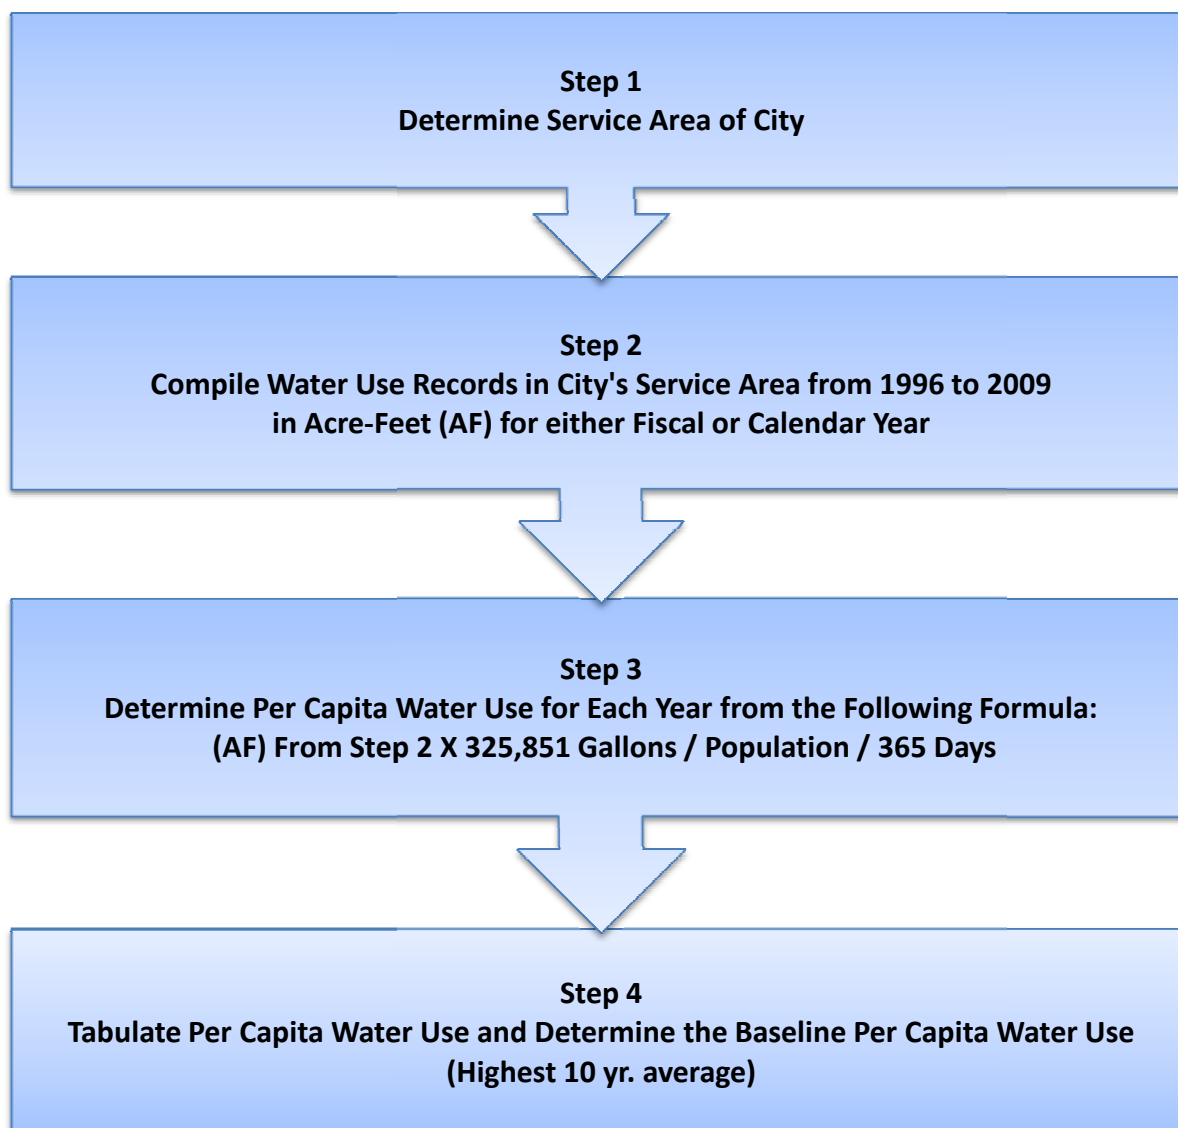 Step 1
Determine Service Area of City
Step 2
Compile Water Use Records in City's Service Area from 1996 to 2009
in Acre-Feet (AF) for either Fiscal or Calendar Year
Step 3
Determine Per Capita Water Use for Each Year from the Following Formula:
(AF) From Step 2 X 325,851 Gallons / Population / 365 Days
Step 4
Tabulate Per Capita Water Use and Determine the Baseline Per Capita Water Use
(Highest 10 yr. average)